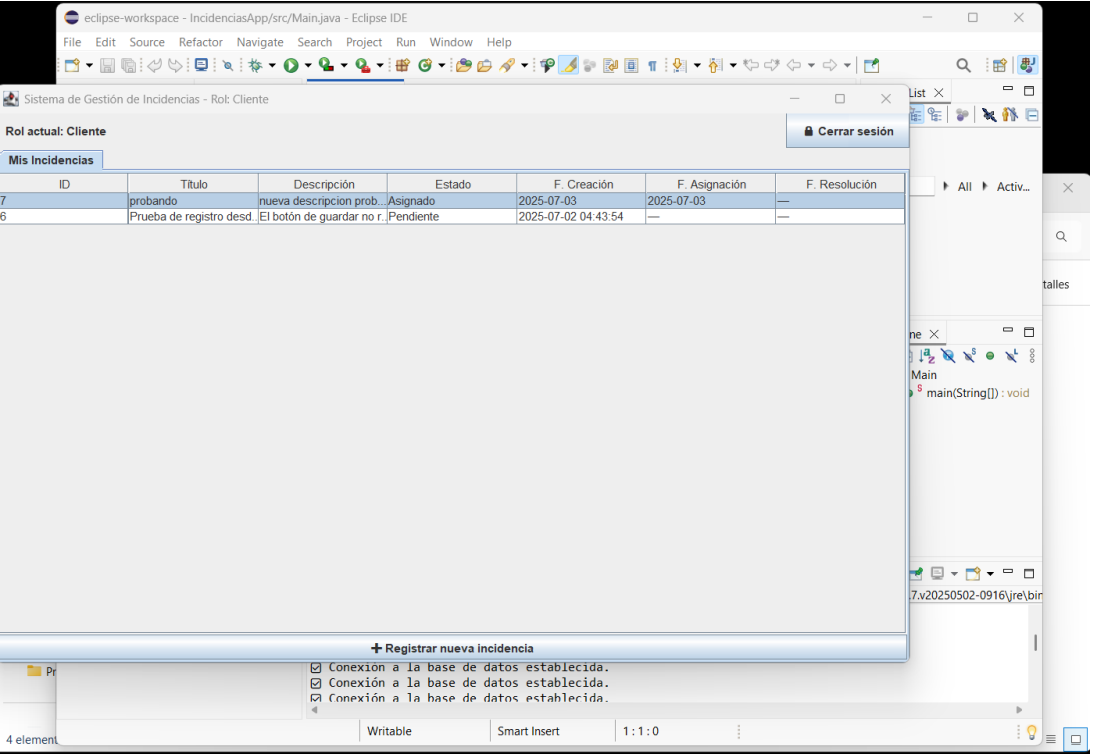 eclipse-workspace - IncidenciasApp/src/Main.java - Eclipse IDE
File Edit Source Refactor Navigate Search Project Run Window Help
List
Sistema de Gestión de Incidencias - Rol: Cliente
Rol actual: Cliente
Cerrar sesión
Mis Incidencias
ID Título Descripción Estado F. Creación F. Asignación F. Resolución
7 probando nueva descripcion prob... Asignado 2025-07-03 2025-07-03 —
6 Prueba de registro desd... El botón de guardar no r... Pendiente 2025-07-02 04:43:54 — —
All Activ...
talles
ne
Main
main(String[]) : void
.7.v20250502-0916\jre\bin
+ Registrar nueva incidencia
Conexión a la base de datos establecida.
Conexión a la base de datos establecida.
Conexión a la base de datos establecida.
Pr
Writable Smart Insert 1 : 1 : 0
4 element